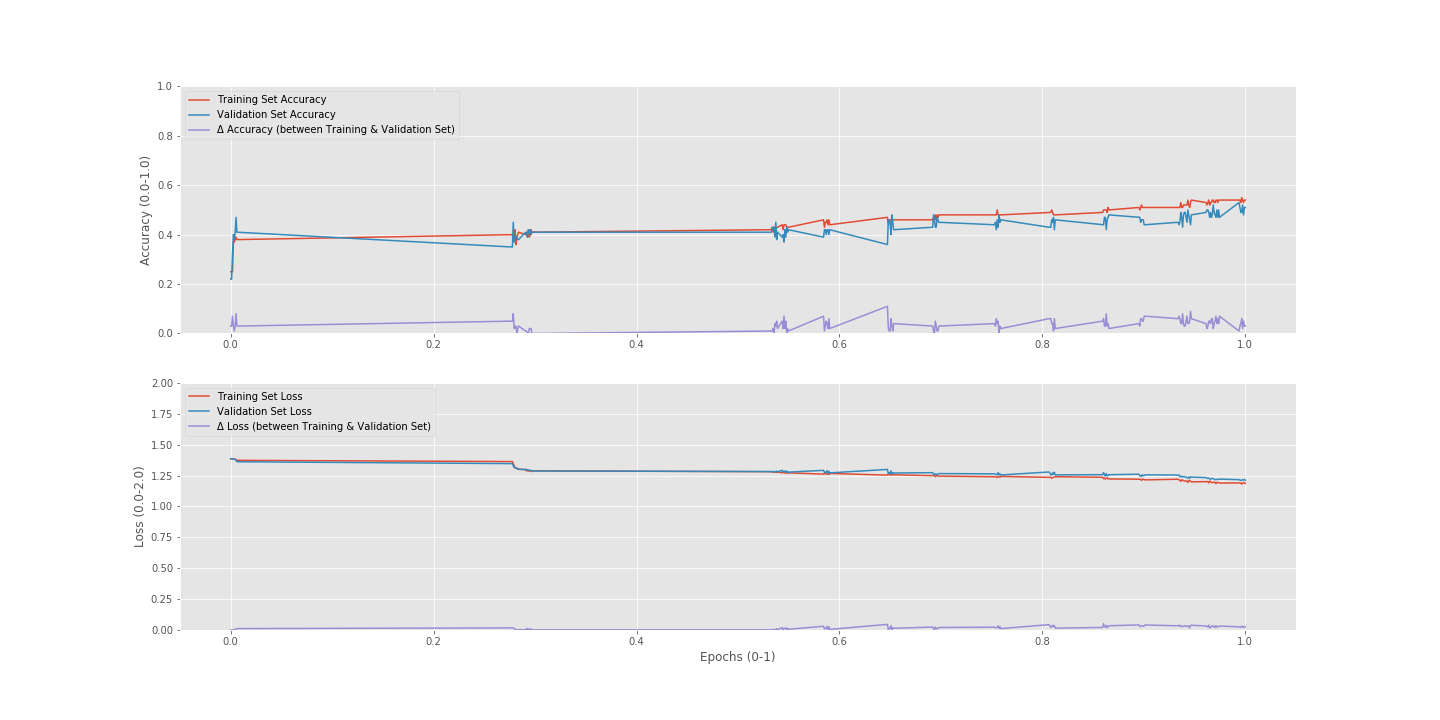 1.0
Training Set Accuracy
Validation Set Accuracy
Δ Accuracy (between Training & Validation Set)
0.8
0.6
0.4
0.2
0.0
Accuracy (0.0-1.0)
0.0 0.2 0.4 0.6 0.8 1.0
2.00
Training Set Loss
Validation Set Loss
Δ Loss (between Training & Validation Set)
1.75
1.50
1.25
1.00
0.75
0.50
0.25
0.00
Loss (0.0-2.0)
0.0 0.2 0.4 0.6 0.8 1.0
Epochs (0-1)